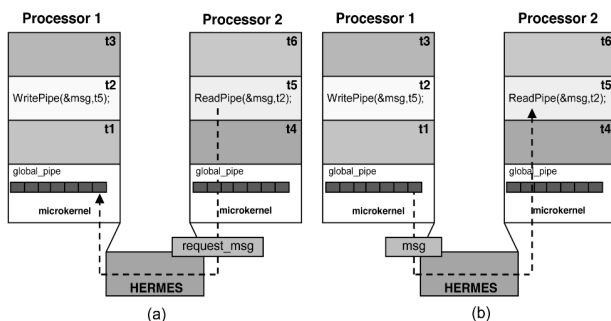 Processor 1
t3
t2
WritePipe(&msg,t5);
t1
global_pipe
microkernel
Processor 2
t6
t5
ReadPipe(&msg,t2);
t4
global_pipe
microkernel
request_msg
HERMES
(a)
Processor 1
t3
t2
WritePipe(&msg,t5);
t1
global_pipe
microkernel
Processor 2
t6
t5
ReadPipe(&msg,t2);
t4
global_pipe
microkernel
msg
HERMES
(b)